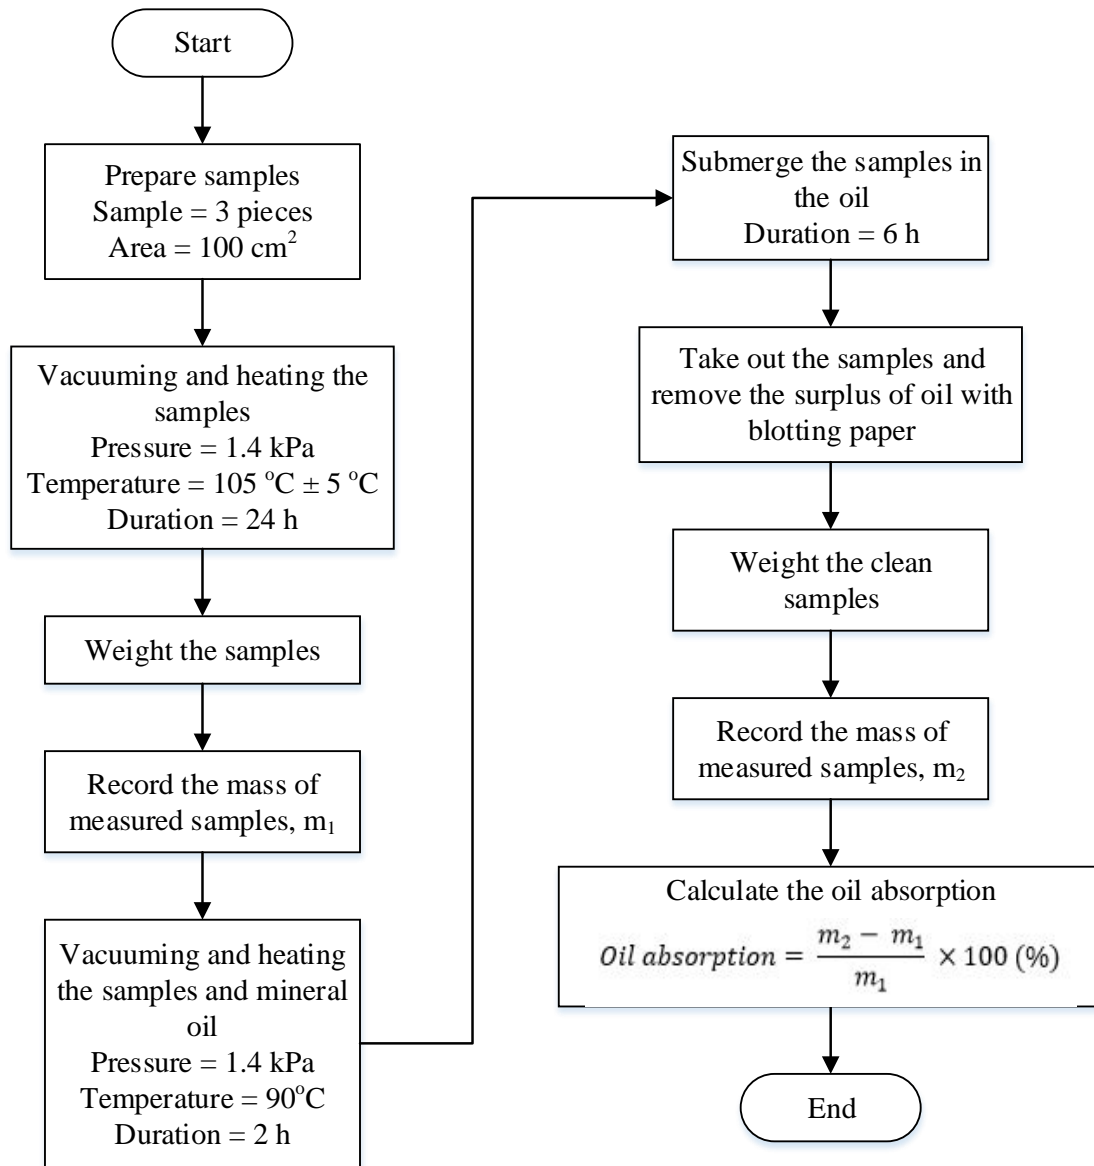 Start
Prepare samples
Sample = 3 pieces
Area = 100 cm²
Vacuuming and heating the
samples
Pressure = 1.4 kPa
Temperature = 105 °C ± 5 °C
Duration = 24 h
Weight the samples
Record the mass of
measured samples, m₁
Vacuuming and heating
the samples and mineral
oil
Pressure = 1.4 kPa
Temperature = 90°C
Duration = 2 h
Submerge the samples in
the oil
Duration = 6 h
Take out the samples and
remove the surplus of oil with
blotting paper
Weight the clean
samples
Record the mass of
measured samples, m₂
Calculate the oil absorption
Oil absorption = (m₂ − m₁) / m₁ × 100 (%)
End